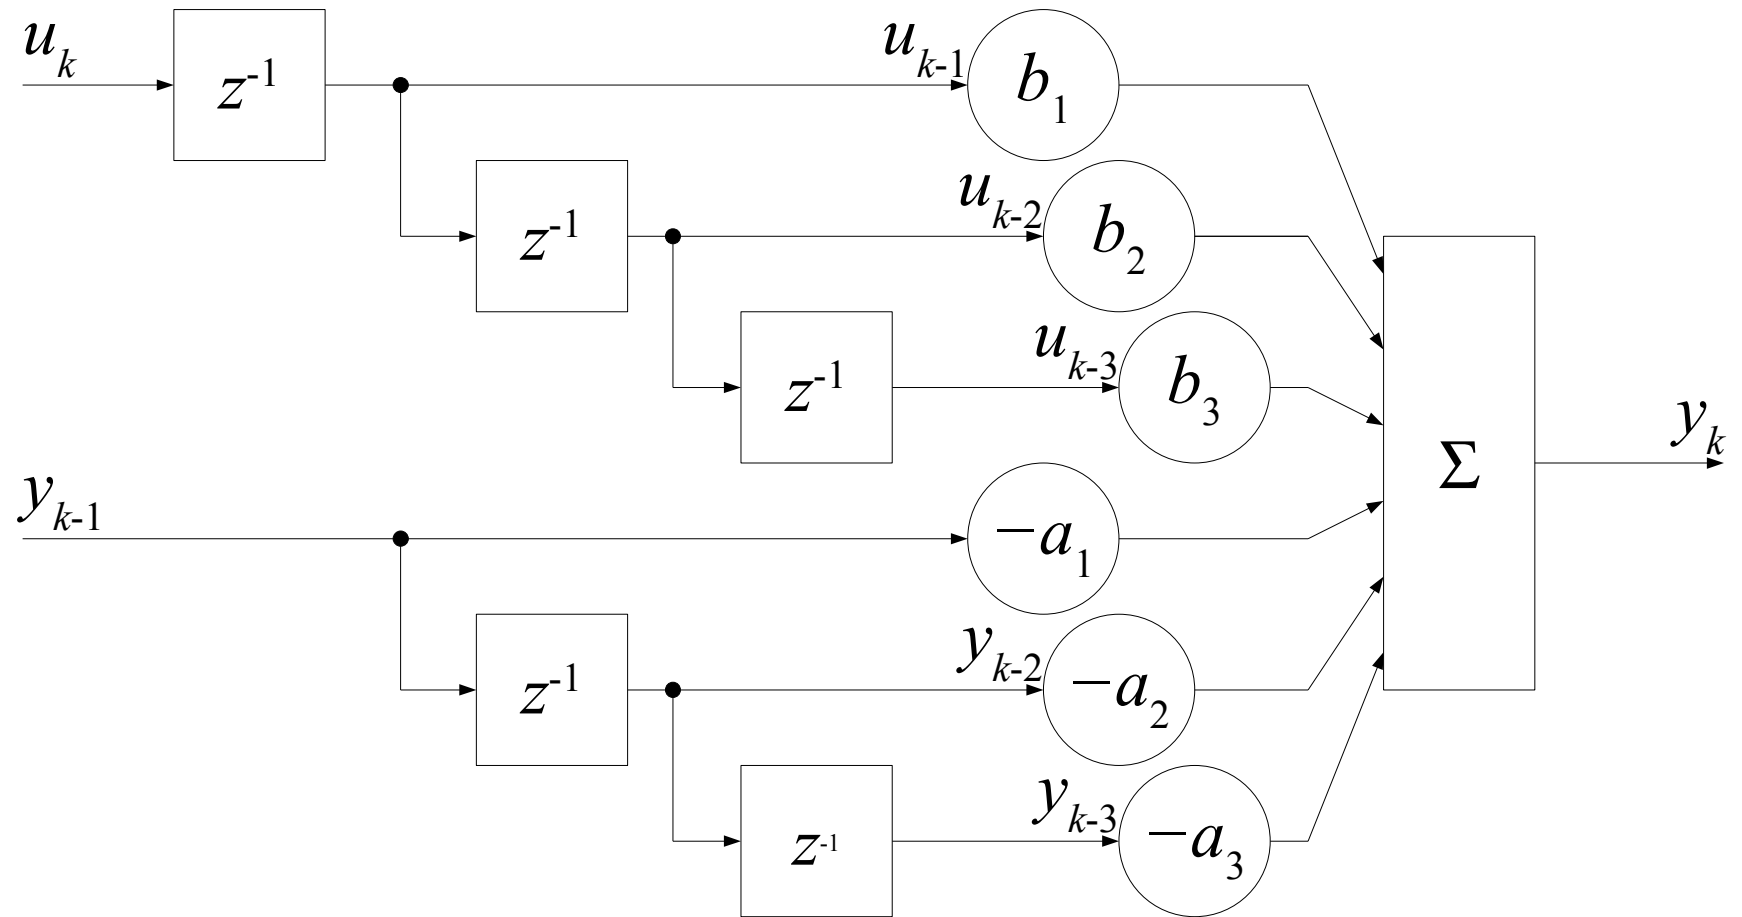 u_k
z^-1
u_k-1
b_1
z^-1
u_k-2
b_2
z^-1
u_k-3
b_3
Σ
y_k
y_k-1
−a_1
z^-1
y_k-2
−a_2
z^-1
y_k-3
−a_3